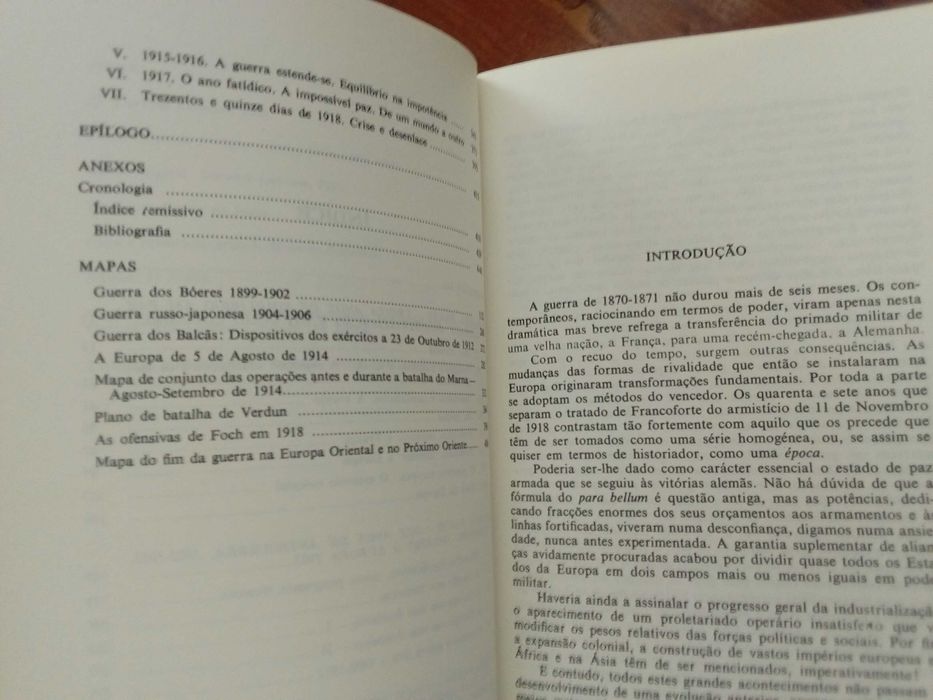 V. 1915-1916. A guerra estende-se. Equilíbrio na impotência .....
VI. 1917. O ano fatídico. A impossível paz. De um mundo a outro
VII. Trezentos e quinze dias de 1918. Crise e desenlace ..........
EPÍLOGO..........
ANEXOS
Cronologia ..........
Índice remissivo ..........
Bibliografia ..........
MAPAS
Guerra dos Bóeres 1899-1902 ..........
Guerra russo-japonesa 1904-1906 ..........
Guerra dos Balcãs: Dispositivos dos exércitos a 23 de Outubro de 1912
A Europa de 5 de Agosto de 1914 ..........
Mapa de conjunto das operações antes e durante a batalha do Marna —
Agosto-Setembro de 1914..........
Plano de batalha de Verdun ..........
As ofensivas de Foch em 1918 ..........
Mapa do fim da guerra na Europa Oriental e no Próximo Oriente.....
INTRODUÇÃO
A guerra de 1870-1871 não durou mais de seis meses. Os con-
temporâneos, raciocinando em termos de poder, viram apenas nesta
dramática mas breve refrega a transferência do primado militar de
uma velha nação, a França, para uma recém-chegada, a Alemanha.
Com o recuo do tempo, surgem outras consequências. As
mudanças das formas de rivalidade que então se instalaram na
Europa originaram transformações fundamentais. Por toda a parte
se adoptam os métodos do vencedor. Os quarenta e sete anos que
separam o tratado de Francoforte do armistício de 11 de Novembro
de 1918 contrastam tão fortemente com aquilo que os precede que
têm de ser tomados como uma série homogénea, ou, se assim se
quiser em termos de historiador, como uma época.
Poderia ser-lhe dado como carácter essencial o estado de paz
armada que se seguiu às vitórias alemãs. Não há dúvida de que a
fórmula do para bellum é questão antiga, mas as potências, dedi-
cando fracções enormes dos seus orçamentos aos armamentos e às
linhas fortificadas, viveram numa desconfiança, digamos numa ansie-
dade, nunca antes experimentada. A garantia suplementar de alian-
ças avidamente procuradas acabou por dividir quase todos os Esta-
dos da Europa em dois campos mais ou menos iguais em pode
militar.
Haveria ainda a assinalar o progresso geral da industrializaçã
o aparecimento de um proletariado operário insatisfeito que v
modificar os pesos relativos das forças políticas e sociais. Por fi
a expansão colonial, a construção de vastos impérios europeus
África e na Ásia têm de ser mencionados, imperativamente!
E contudo, todos estes grandes acontecimentos não passem
desenvolvimento de uma evolução